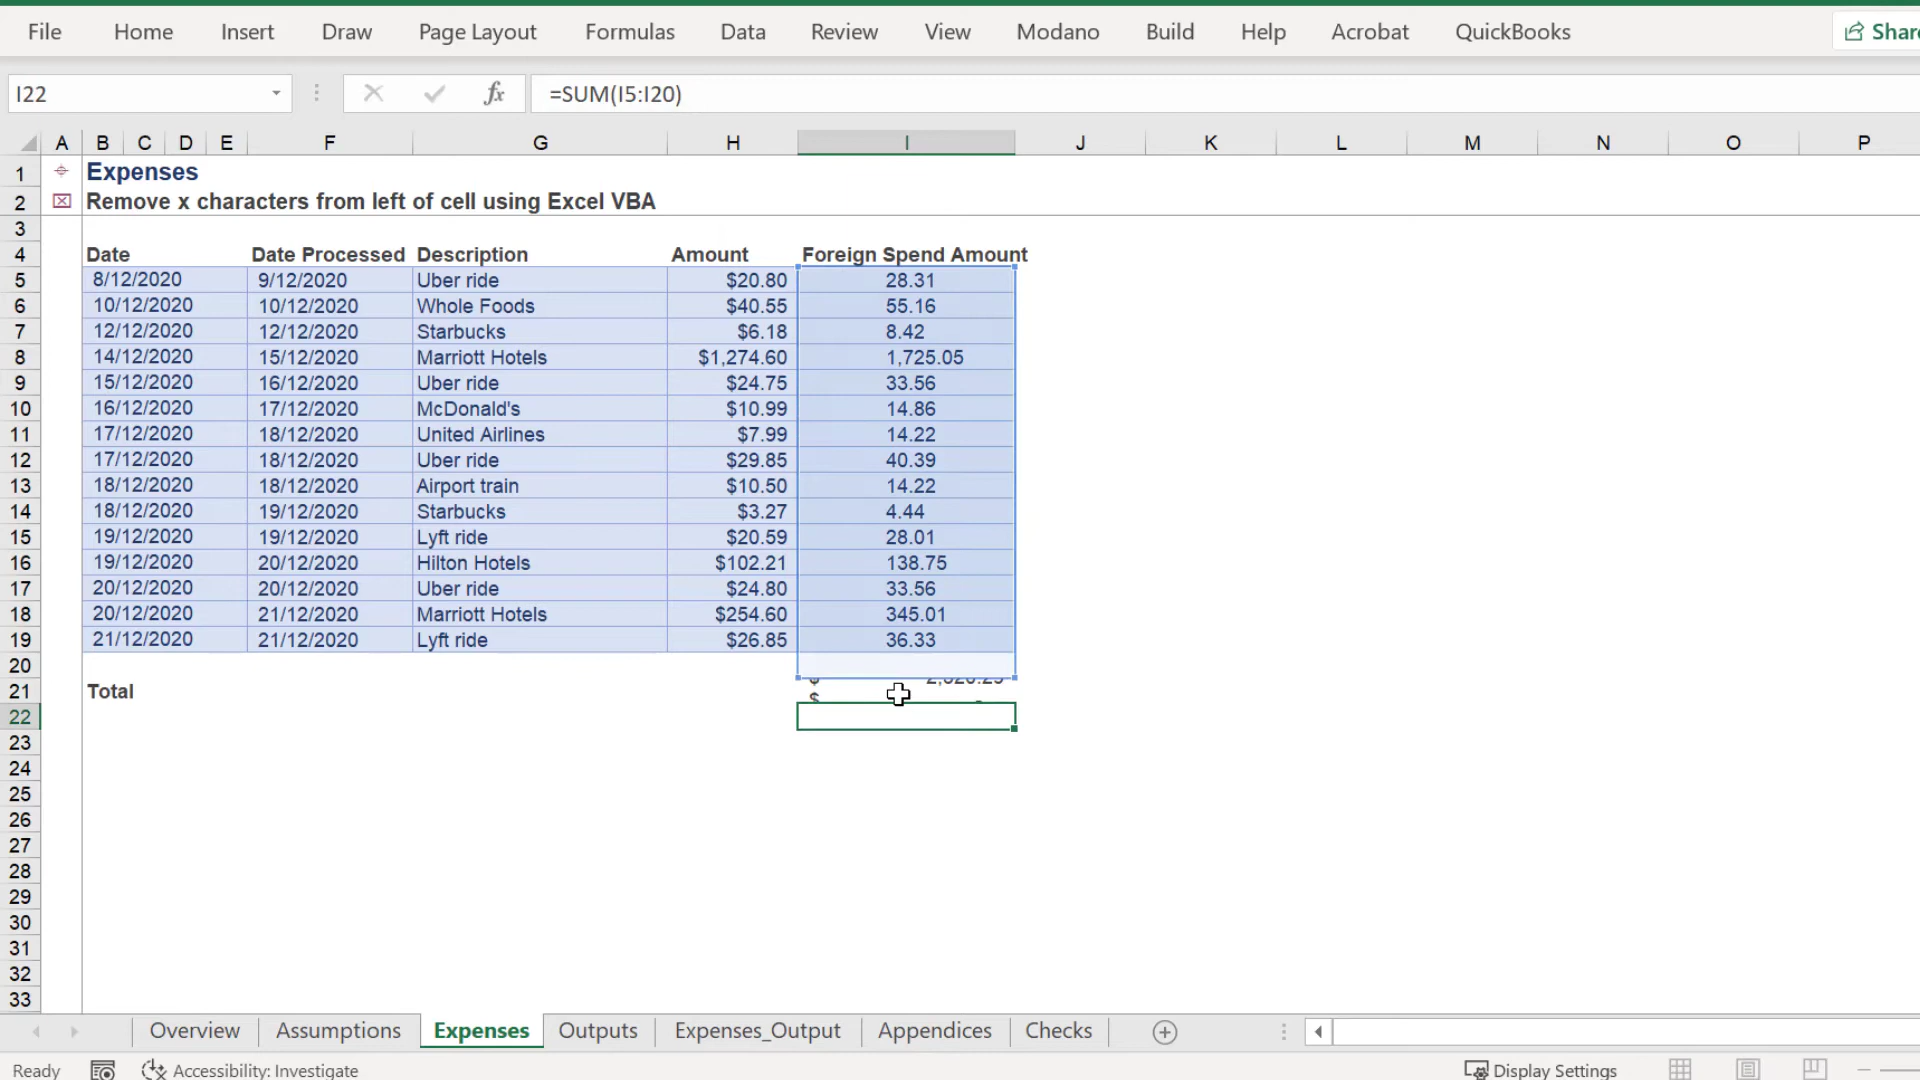 File Home Insert Draw Page Layout Formulas Data Review View Modano Build Help Acrobat QuickBooks
I22 fx =SUM(I5:I20)
A B C D E F G H I J K L M N O P
1 Expenses
2 Remove x characters from left of cell using Excel VBA
3
4 Date Date Processed Description Amount Foreign Spend Amount
5 8/12/2020 9/12/2020 Uber ride $20.80 28.31
6 10/12/2020 10/12/2020 Whole Foods $40.55 55.16
7 12/12/2020 12/12/2020 Starbucks $6.18 8.42
8 14/12/2020 15/12/2020 Marriott Hotels $1,274.60 1,725.05
9 15/12/2020 16/12/2020 Uber ride $24.75 33.56
10 16/12/2020 17/12/2020 McDonald's $10.99 14.86
11 17/12/2020 18/12/2020 United Airlines $7.99 14.22
12 17/12/2020 18/12/2020 Uber ride $29.85 40.39
13 18/12/2020 18/12/2020 Airport train $10.50 14.22
14 18/12/2020 19/12/2020 Starbucks $3.27 4.44
15 19/12/2020 19/12/2020 Lyft ride $20.59 28.01
16 19/12/2020 20/12/2020 Hilton Hotels $102.21 138.75
17 20/12/2020 20/12/2020 Uber ride $24.80 33.56
18 20/12/2020 21/12/2020 Marriott Hotels $254.60 345.01
19 21/12/2020 21/12/2020 Lyft ride $26.85 36.33
20
21 Total
22
23
24
25
26
27
28
29
30
31
32
33
Overview Assumptions Expenses Outputs Expenses_Output Appendices Checks
Ready Accessibility: Investigate Display Settings